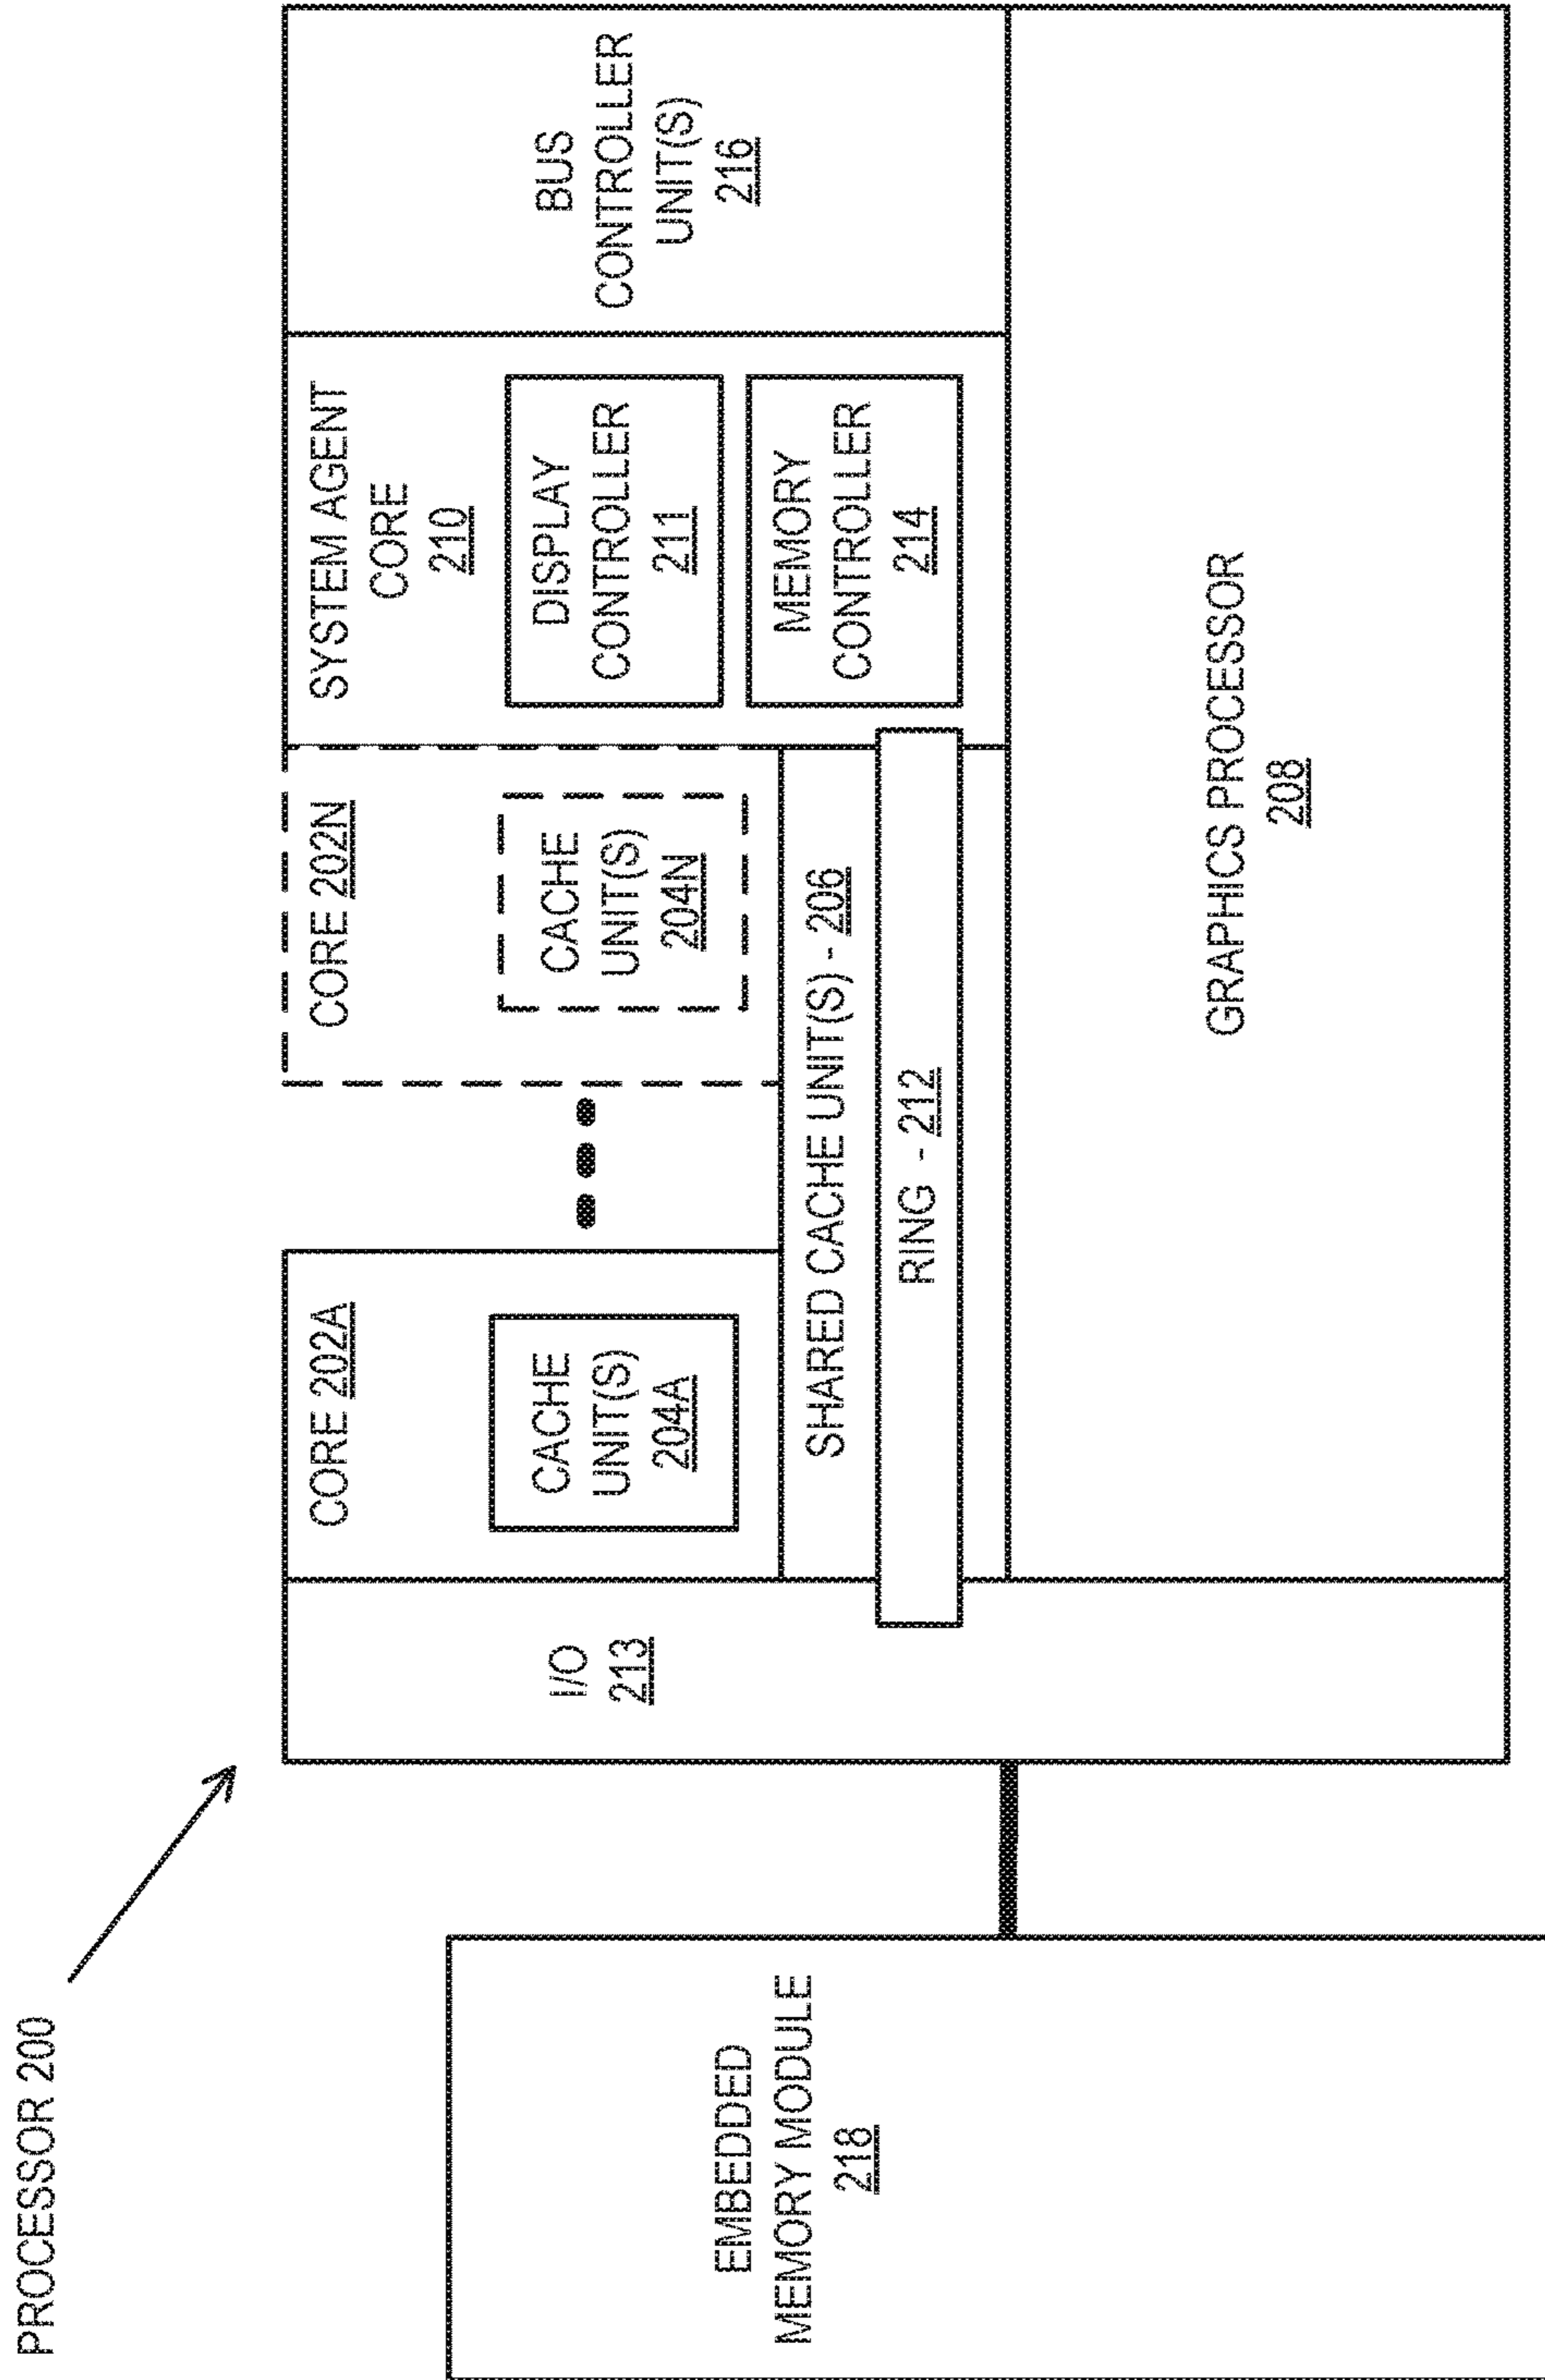 PROCESSOR 200
EMBEDDED
MEMORY MODULE
218
I/O
213
CORE 202A
CACHE
UNIT(S)
204A
CORE 202N
CACHE
UNIT(S)
204N
SHARED CACHE UNIT(S) - 206
RING - 212
SYSTEM AGENT
CORE
210
DISPLAY
CONTROLLER
211
MEMORY
CONTROLLER
214
BUS
CONTROLLER
UNIT(S)
216
GRAPHICS PROCESSOR
208